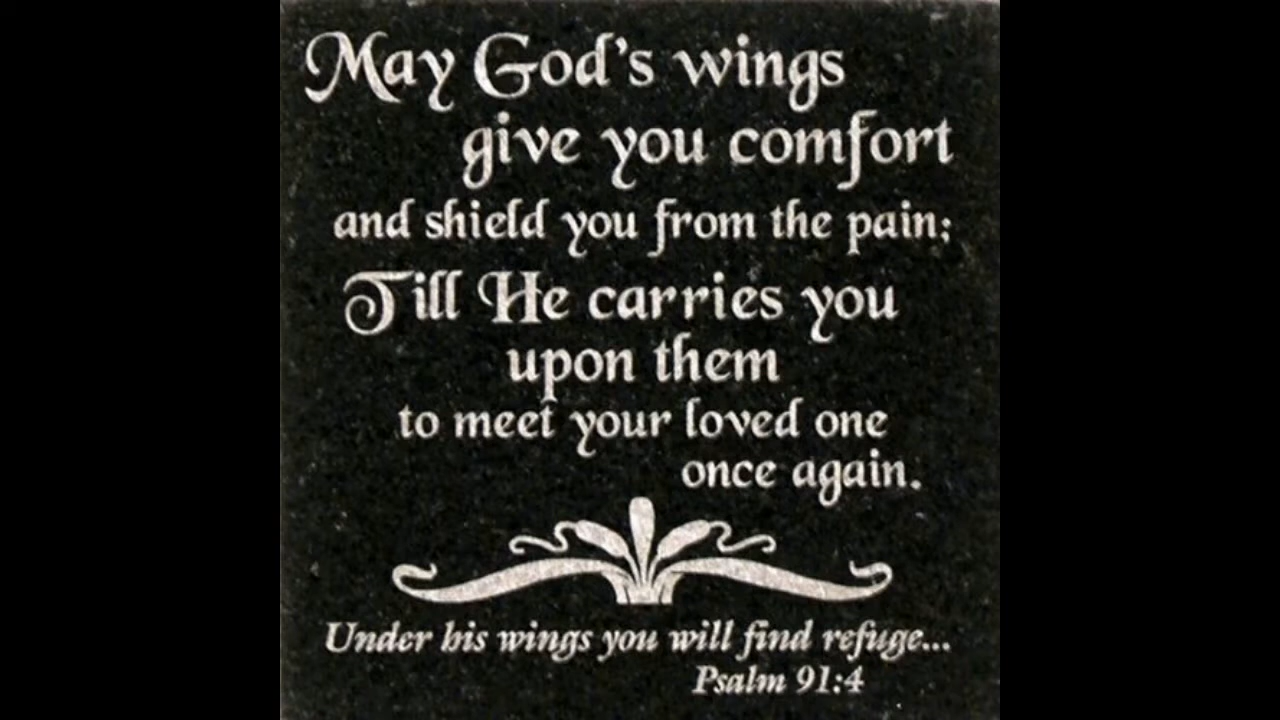 May God's wings
give you comfort
and shield you from the pain;
Till He carries you
upon them
to meet your loved one
once again.
Under his wings you will find refuge...
Psalm 91:4